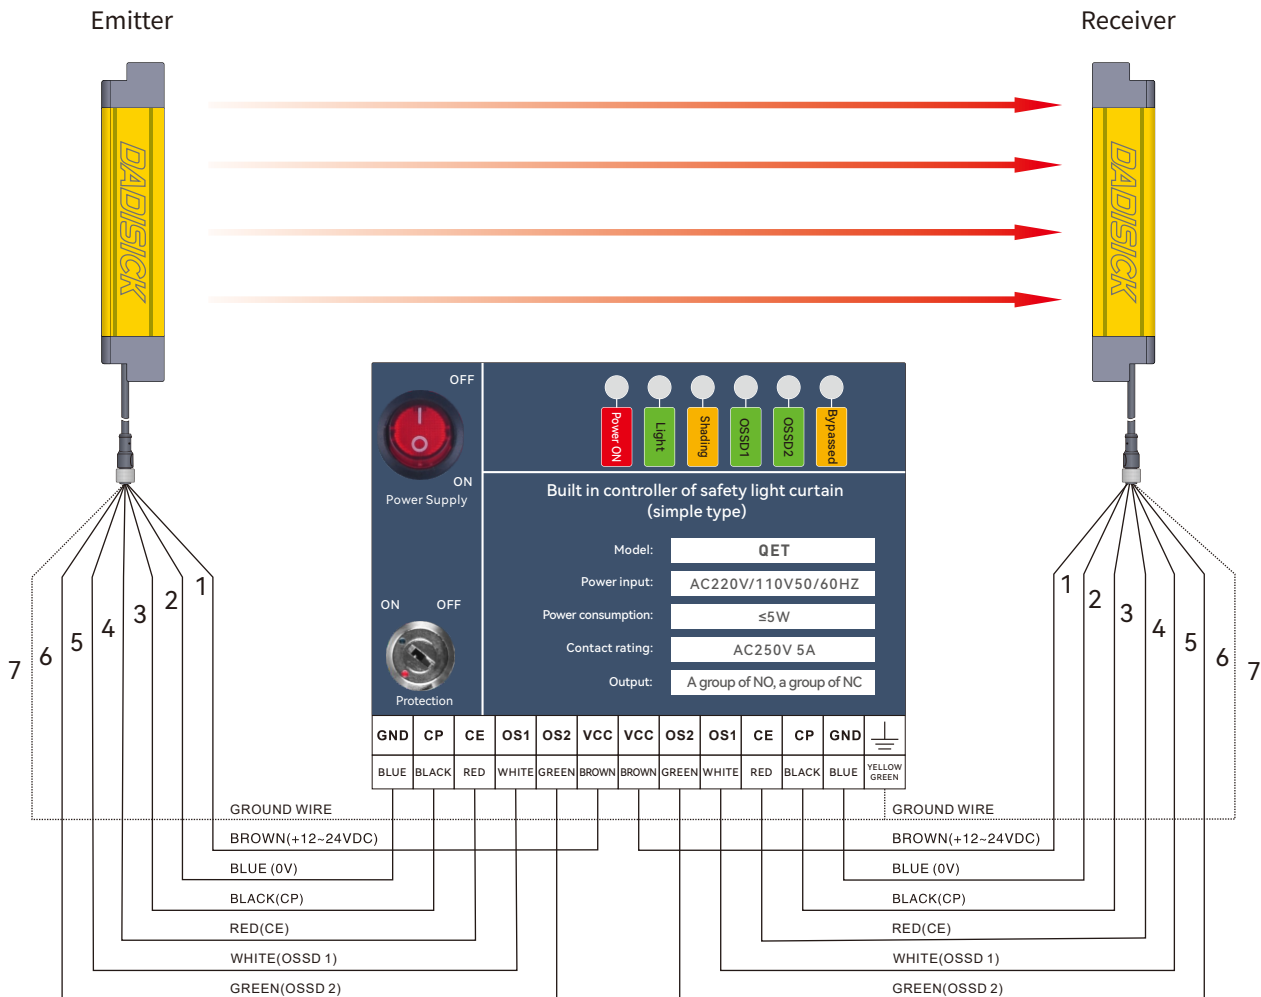 Emitter
Receiver
DADISICK
DADISICK
OFF
ON
Power Supply
Power ON
Light
Shading
OSSD1
OSSD2
Bypassed
Built in controller of safety light curtain
(simple type)
Model: QET
Power input: AC220V/110V50/60HZ
Power consumption: ≤5W
Contact rating: AC250V 5A
Output: A group of NO, a group of NC
ON OFF
Protection
GND CP CE OS1 OS2 VCC VCC OS2 OS1 CE CP GND
BLUE BLACK RED WHITE GREEN BROWN BROWN GREEN WHITE RED BLACK BLUE YELLOW GREEN
7 6 5 4 3 2 1
1 2 3 4 5 6 7
GROUND WIRE
BROWN(+12~24VDC)
BLUE (0V)
BLACK(CP)
RED(CE)
WHITE(OSSD 1)
GREEN(OSSD 2)
GROUND WIRE
BROWN(+12~24VDC)
BLUE (0V)
BLACK(CP)
RED(CE)
WHITE(OSSD 1)
GREEN(OSSD 2)